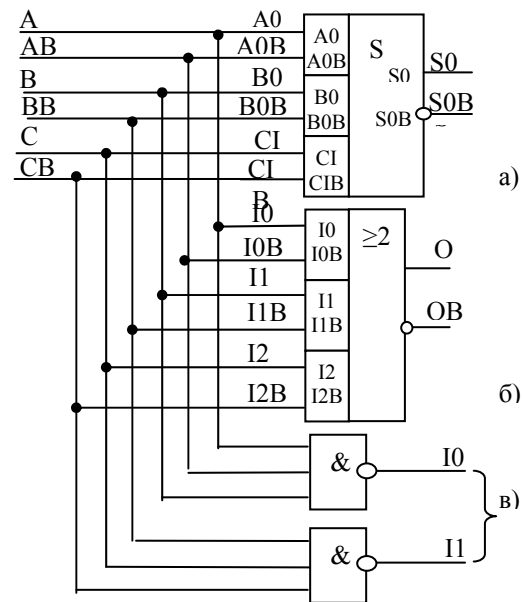 A A0 A0 S
AB A0B A0B S0 S0
B B0 B0 S0B
BB B0B B0B S0B
C CI CI ~
CB CI CIB а)
B
I0 I0 ≥2
I0B I0B O
I1 I1
I1B I1B OB
I2 I2
I2B I2B б)
& I0
в)
& I1